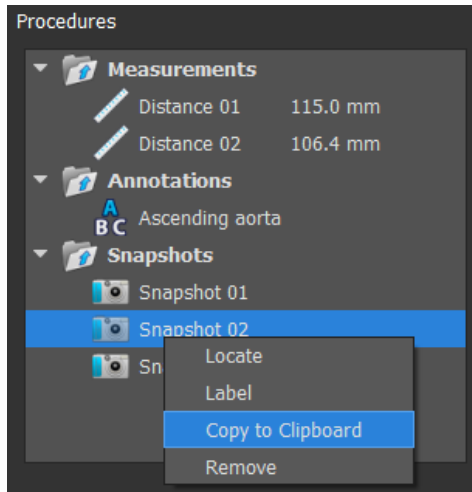 Procedures
Measurements
Distance 01 115.0 mm
Distance 02 106.4 mm
Annotations
A
B C
Ascending aorta
Snapshots
Snapshot 01
Snapshot 02
Sn
Locate
Label
Copy to Clipboard
Remove